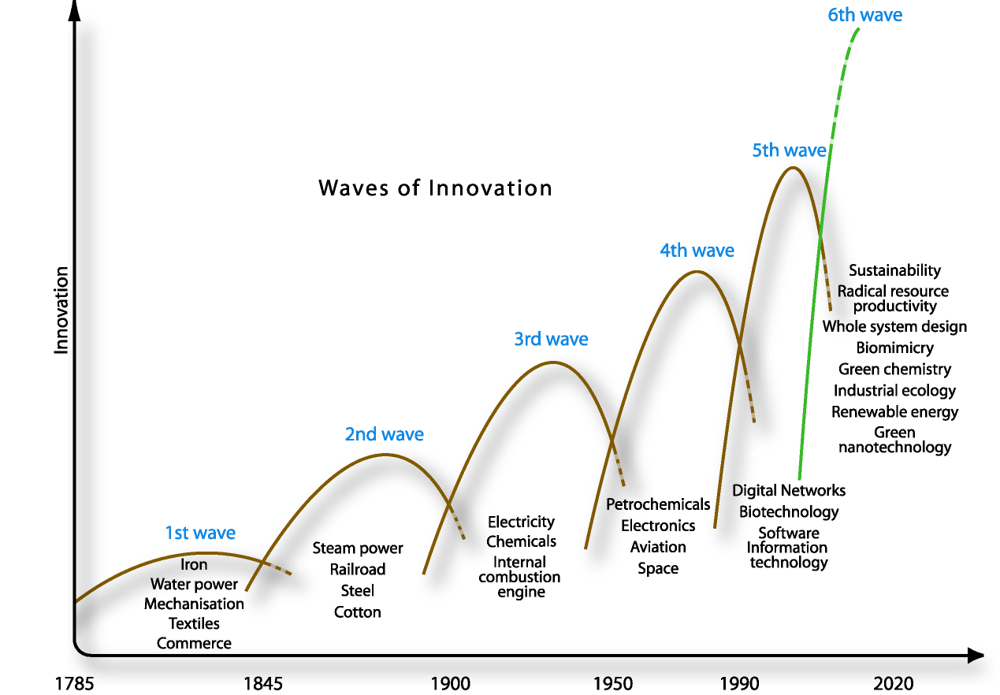 6th wave
5th wave
Waves of Innovation
4th wave
3rd wave
2nd wave
1st wave
Innovation
Iron
Water power
Mechanisation
Textiles
Commerce
Steam power
Railroad
Steel
Cotton
Electricity
Chemicals
Internal
combustion
engine
Petrochemicals
Electronics
Aviation
Space
Digital Networks
Biotechnology
Software
Information
technology
Sustainability
Radical resource
productivity
Whole system design
Biomimicry
Green chemistry
Industrial ecology
Renewable energy
Green
nanotechnology
1785
1845
1900
1950
1990
2020